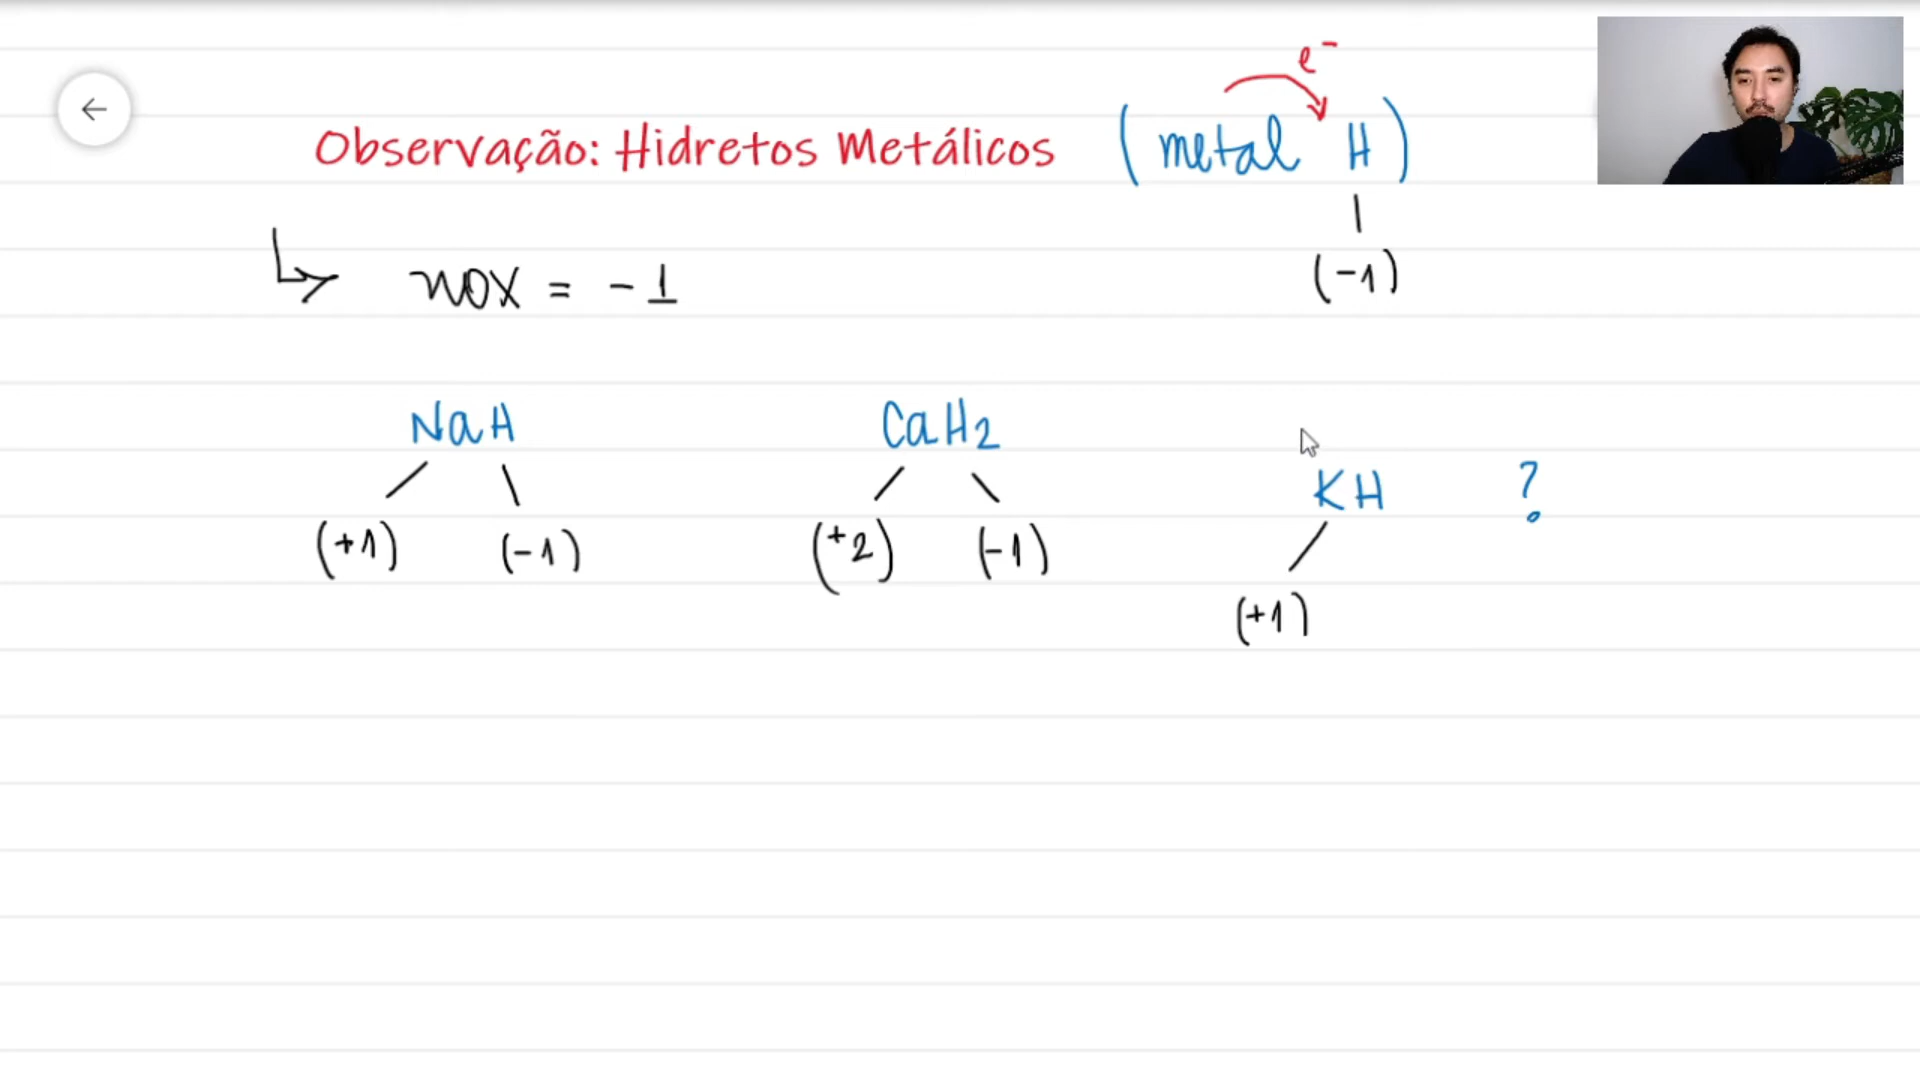 e⁻
Observação: Hidretos Metálicos (metal H)
(-1)
NOX = -1
NaH CaH2
KH ?
(+1) (-1) (+2) (-1)
(+1)